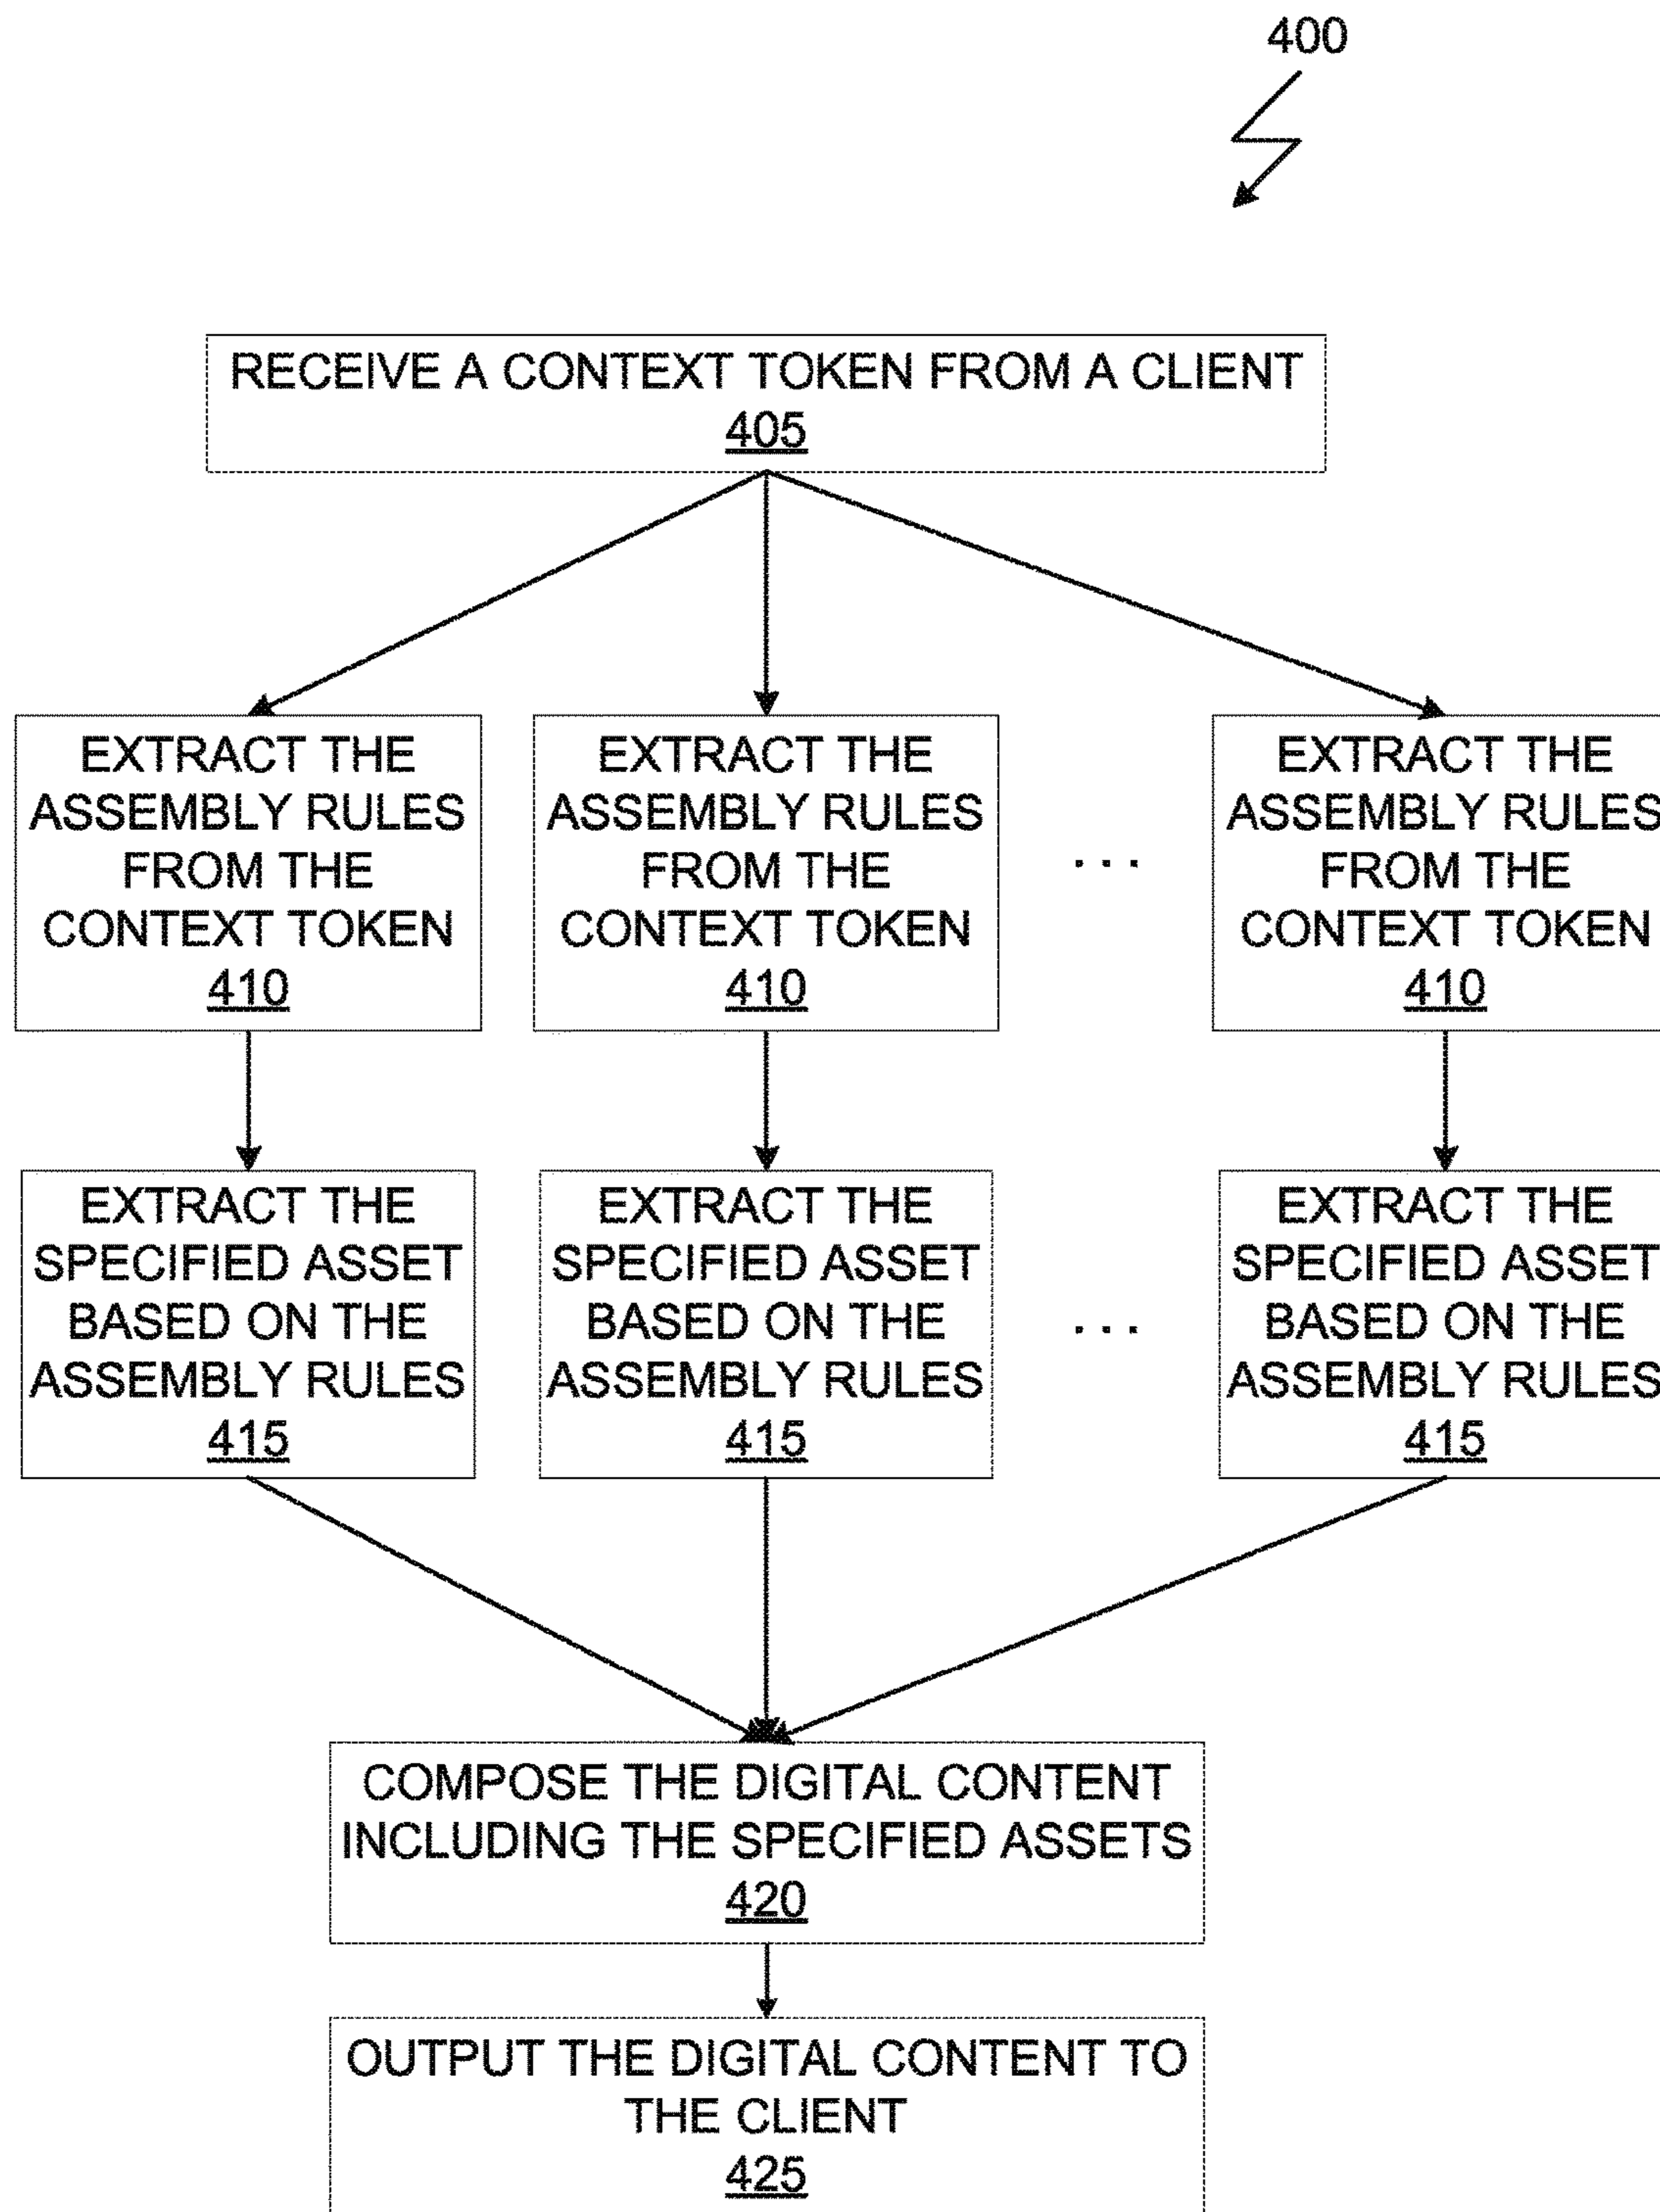 400
RECEIVE A CONTEXT TOKEN FROM A CLIENT
405
EXTRACT THE
ASSEMBLY RULES
FROM THE
CONTEXT TOKEN
410
EXTRACT THE
ASSEMBLY RULES
FROM THE
CONTEXT TOKEN
410
. . .
EXTRACT THE
ASSEMBLY RULES
FROM THE
CONTEXT TOKEN
410
EXTRACT THE
SPECIFIED ASSET
BASED ON THE
ASSEMBLY RULES
415
EXTRACT THE
SPECIFIED ASSET
BASED ON THE
ASSEMBLY RULES
415
. . .
EXTRACT THE
SPECIFIED ASSET
BASED ON THE
ASSEMBLY RULES
415
COMPOSE THE DIGITAL CONTENT
INCLUDING THE SPECIFIED ASSETS
420
OUTPUT THE DIGITAL CONTENT TO
THE CLIENT
425